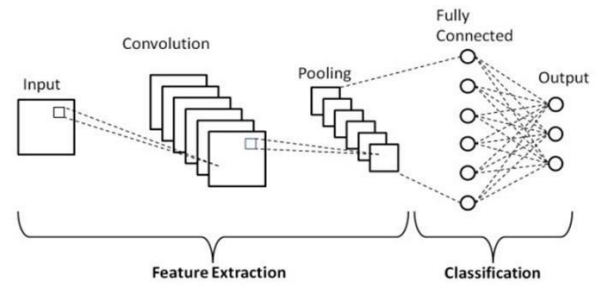 Input
Convolution
Pooling
Fully
Connected
Output
Feature Extraction
Classification